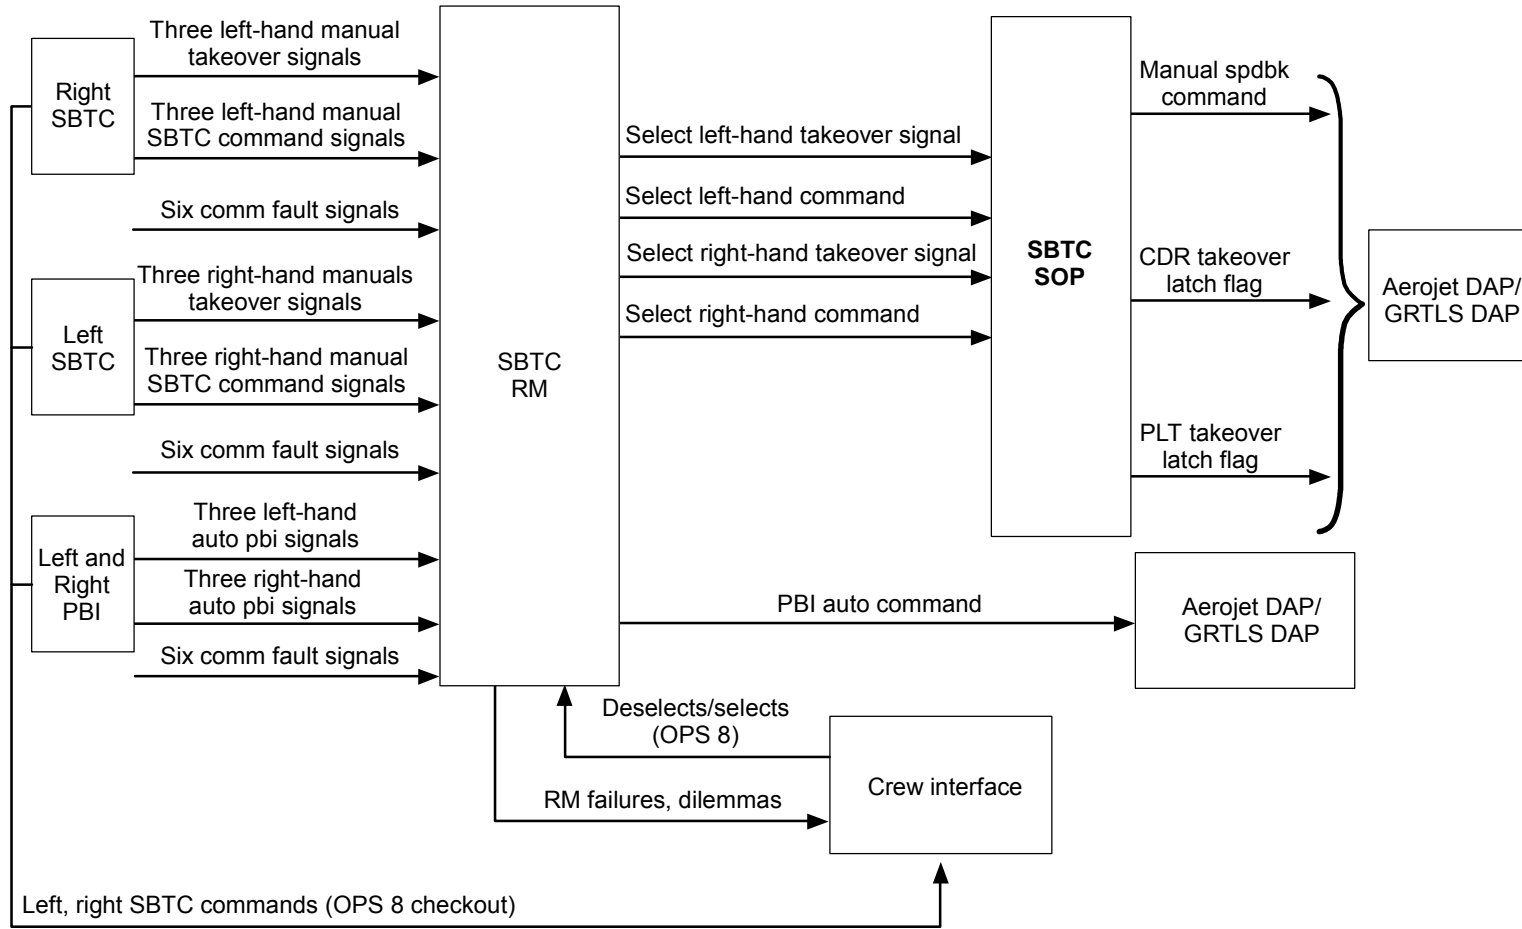 Three left-hand manual
takeover signals
Right
SBTC
Three left-hand manual
SBTC command signals
Six comm fault signals
Three right-hand manuals
takeover signals
Left
SBTC
Three right-hand manual
SBTC command signals
Six comm fault signals
Three left-hand
auto pbi signals
Left and
Right
PBI
Three right-hand
auto pbi signals
Six comm fault signals
SBTC
RM
Select left-hand takeover signal
Select left-hand command
Select right-hand takeover signal
Select right-hand command
SBTC
SOP
Manual spdbk
command
CDR takeover
latch flag
PLT takeover
latch flag
Aerojet DAP/
GRTLS DAP
PBI auto command
Aerojet DAP/
GRTLS DAP
Deselects/selects
(OPS 8)
RM failures, dilemmas
Crew interface
Left, right SBTC commands (OPS 8 checkout)